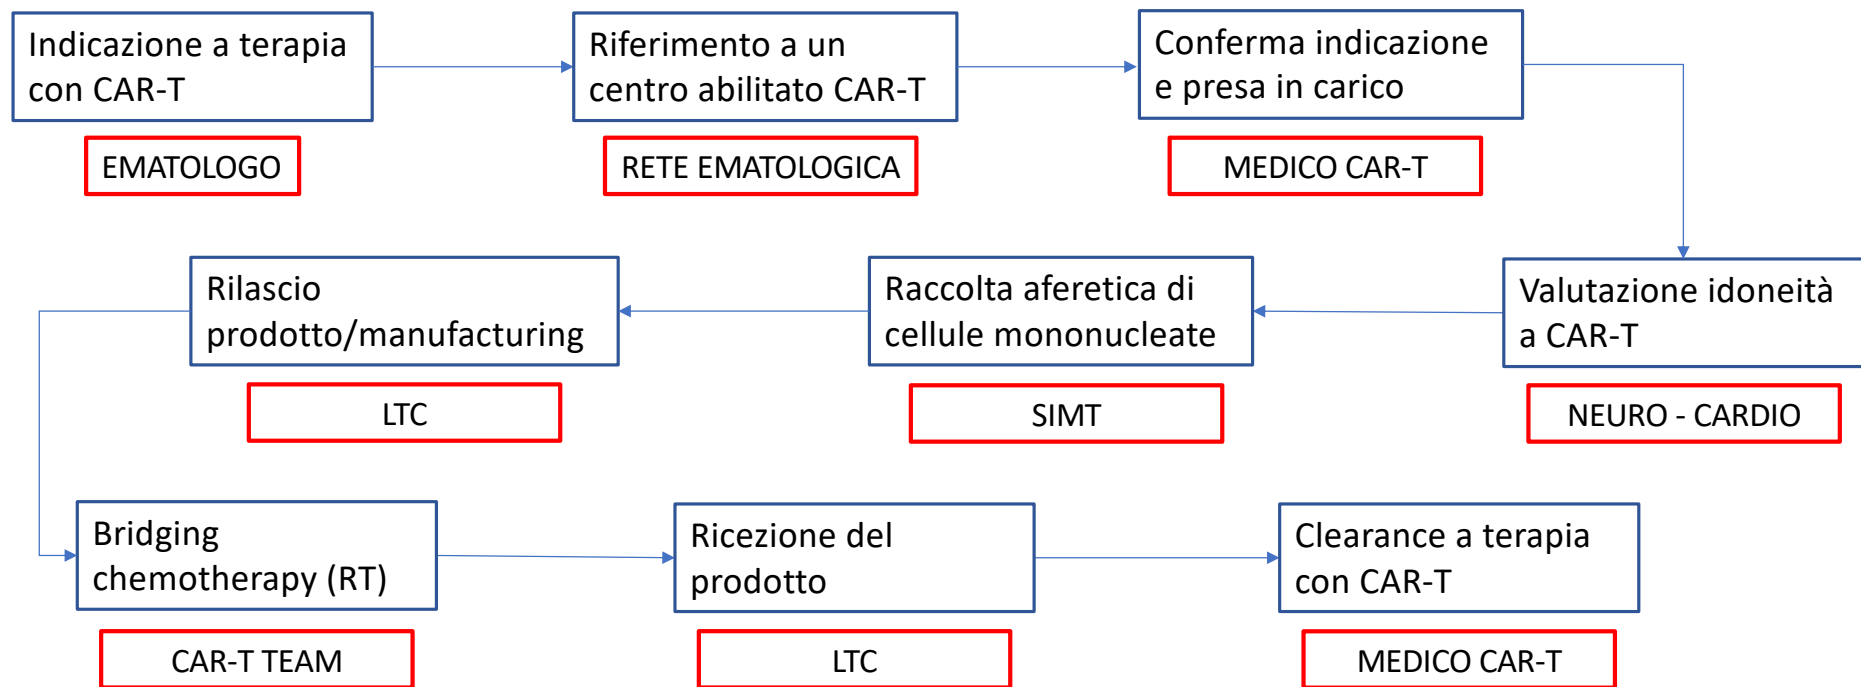 Indicazione a terapia
con CAR-T
EMATOLOGO
Riferimento a un
centro abilitato CAR-T
RETE EMATOLOGICA
Conferma indicazione
e presa in carico
MEDICO CAR-T
Valutazione idoneità
a CAR-T
NEURO - CARDIO
Raccolta aferetica di
cellule mononucleate
SIMT
Rilascio
prodotto/manufacturing
LTC
Bridging
chemotherapy (RT)
CAR-T TEAM
Ricezione del
prodotto
LTC
Clearance a terapia
con CAR-T
MEDICO CAR-T